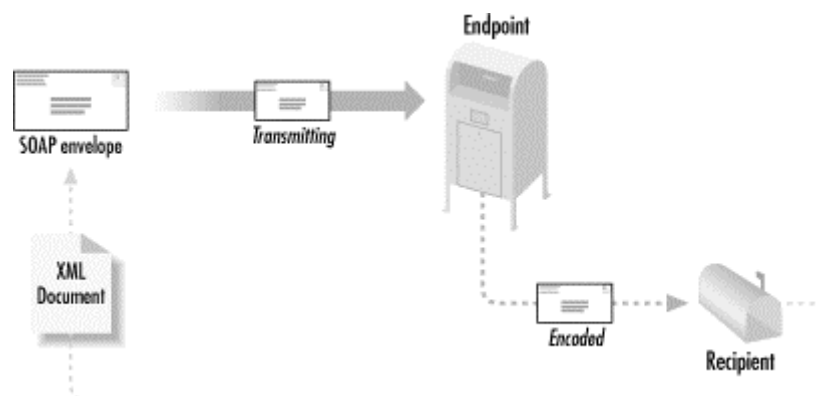 Endpoint
SOAP envelope
Transmitting
XML
Document
Encoded
Recipient